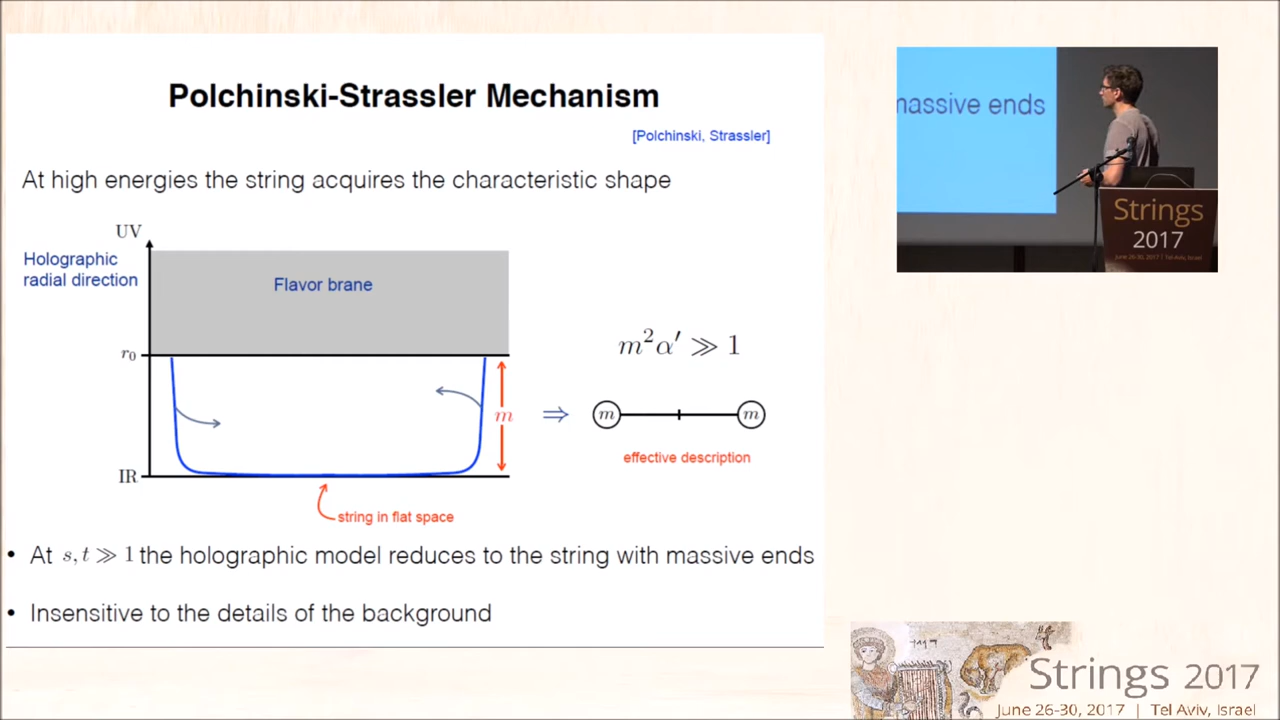 Polchinski-Strassler Mechanism
[Polchinski, Strassler]
At high energies the string acquires the characteristic shape
UV
Holographic
radial direction
Flavor brane
r₀
m
IR
string in flat space
⇒
m²α′ ≫ 1
m m
effective description
• At s, t ≫ 1 the holographic model reduces to the string with massive ends
• Insensitive to the details of the background
massive ends
Strings
2017
June 26-30, 2017 | Tel Aviv, Israel
Strings 2017
June 26-30, 2017 | Tel Aviv, Israel